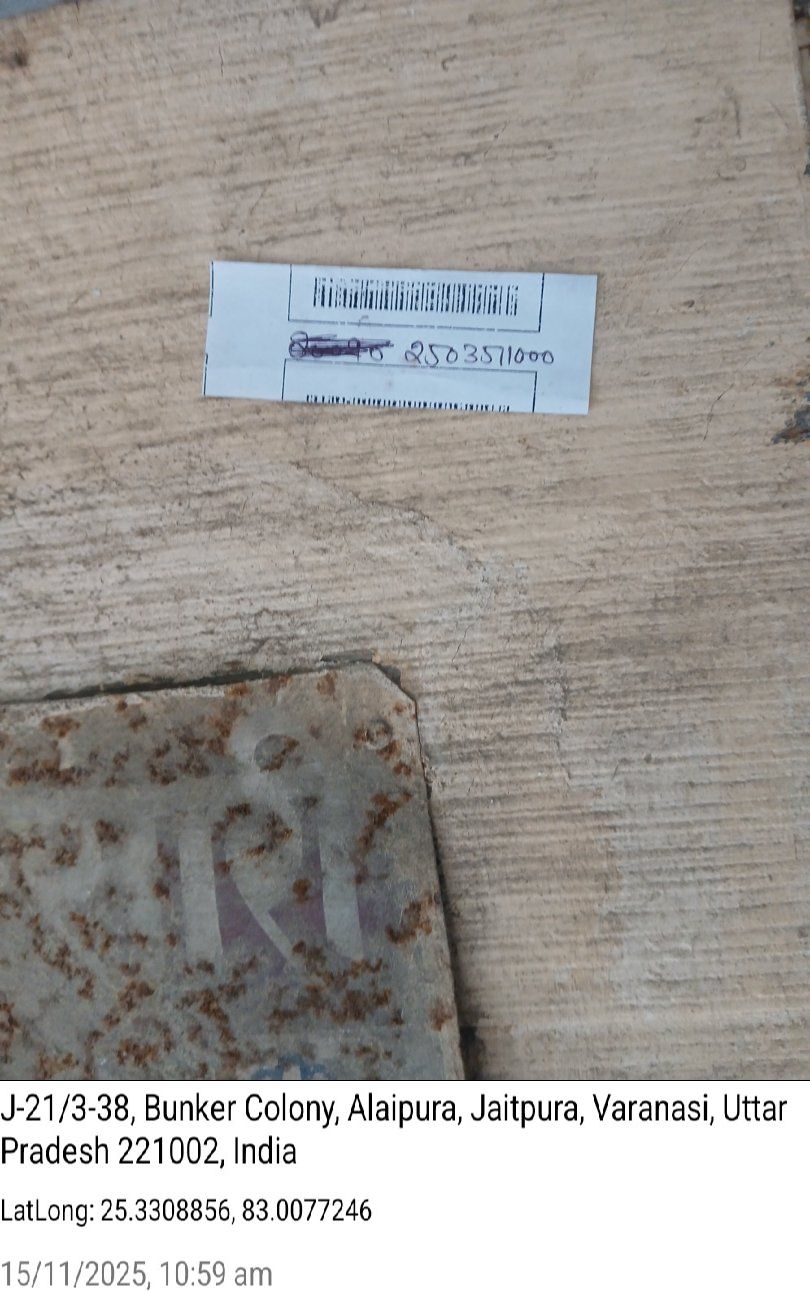 2503571000
J-21/3-38, Bunker Colony, Alaipura, Jaitpura, Varanasi, Uttar
Pradesh 221002, India
LatLong: 25.3308856, 83.0077246
15/11/2025, 10:59 am